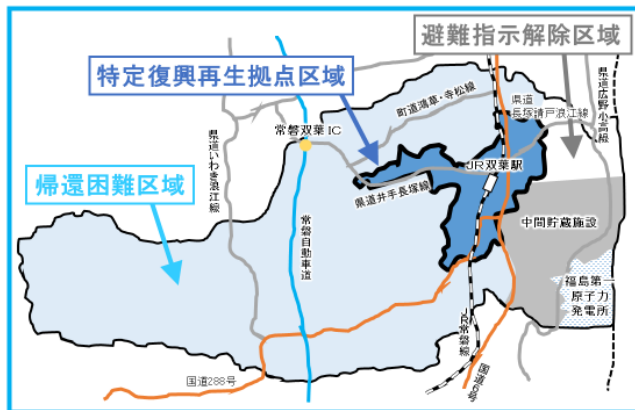 避難指示解除区域
特定復興再生拠点区域
帰還困難区域
県道いわき浪江線
常磐双葉IC
町道鴻草・寺松線
県道
長塚請戸浪江線
県道広野小高線
JR双葉駅
県道井手長塚線
中間貯蔵施設
常磐自動車道
福島第一
原子力
発電所
JR常磐線
国道6号
国道288号